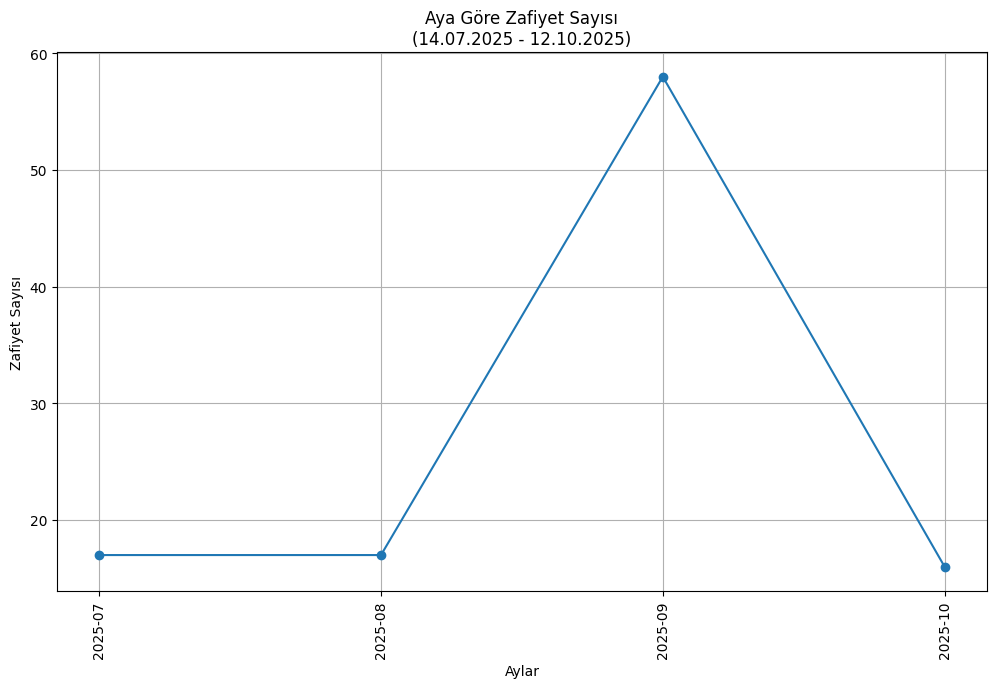 Aya Göre Zafiyet Sayısı
(14.07.2025 - 12.10.2025)
Zafiyet Sayısı
60
50
40
30
20
2025-07
2025-08
2025-09
2025-10
Aylar